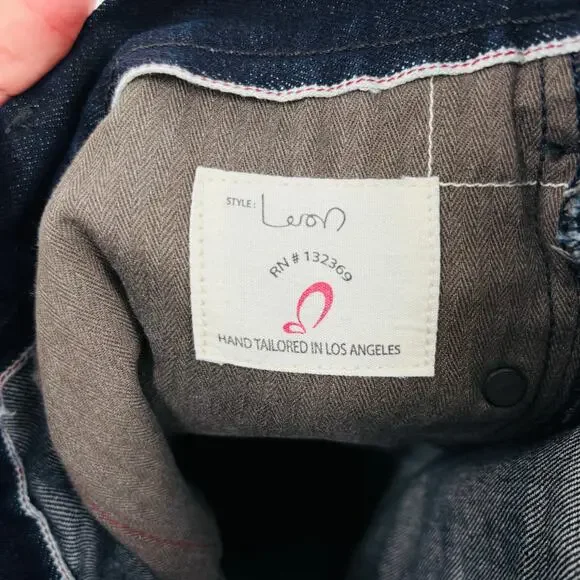 STYLE: Leon
RN # 132369
HAND TAILORED IN LOS ANGELES